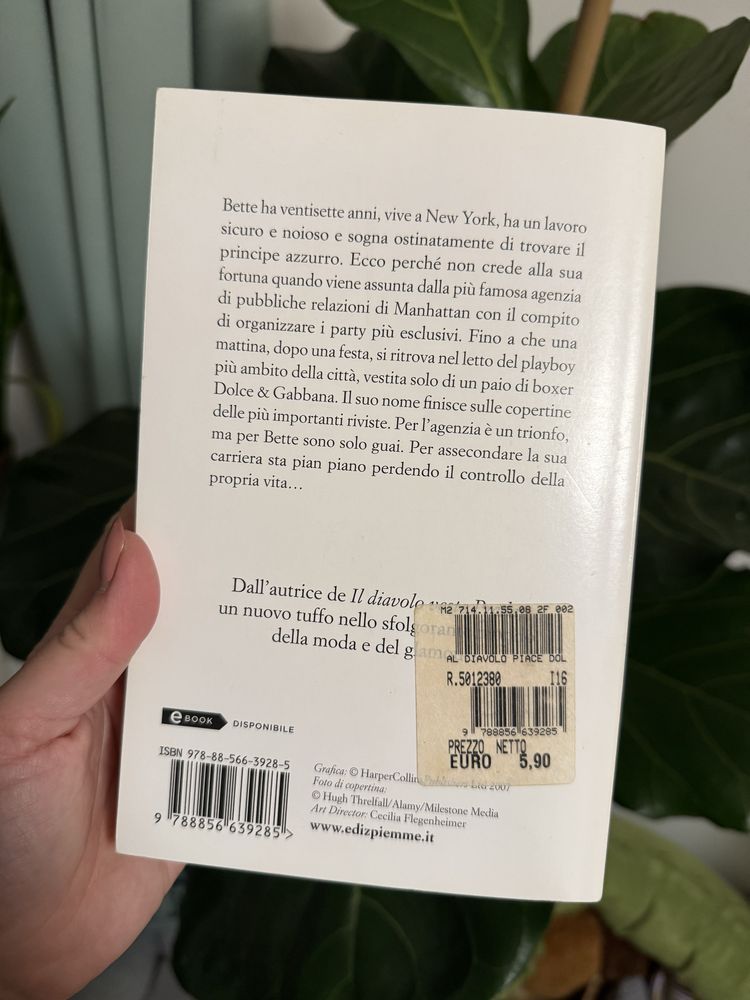 Bette ha ventisette anni, vive a New York, ha un lavoro
sicuro e noioso e sogna ostinatamente di trovare il
principe azzurro. Ecco perché non crede alla sua
fortuna quando viene assunta dalla più famosa agenzia
di pubbliche relazioni di Manhattan con il compito
di organizzare i party più esclusivi. Fino a che una
mattina, dopo una festa, si ritrova nel letto del playboy
più ambito della città, vestita solo di un paio di boxer
Dolce & Gabbana. Il suo nome finisce sulle copertine
delle più importanti riviste. Per l'agenzia è un trionfo,
ma per Bette sono solo guai. Per assecondare la sua
carriera sta pian piano perdendo il controllo della
propria vita…
Dall'autrice de Il diavolo veste
un nuovo tuffo nello
della moda e del
M2 714.11.55.08 2F 002
AL DIAVOLO PIACE DOL
R.5012380 I16
9 788856 639285
PREZZO NETTO
EURO 5,90
eBOOK DISPONIBILE
ISBN 978-88-566-3928-5
9 788856 639285 >
Grafica: © HarperCollinsPublishers Ltd 2007
Foto di copertina:
© Hugh Threlfall/Alamy/Milestone Media
Art Director: Cecilia Flegenheimer
www.edizpiemme.it